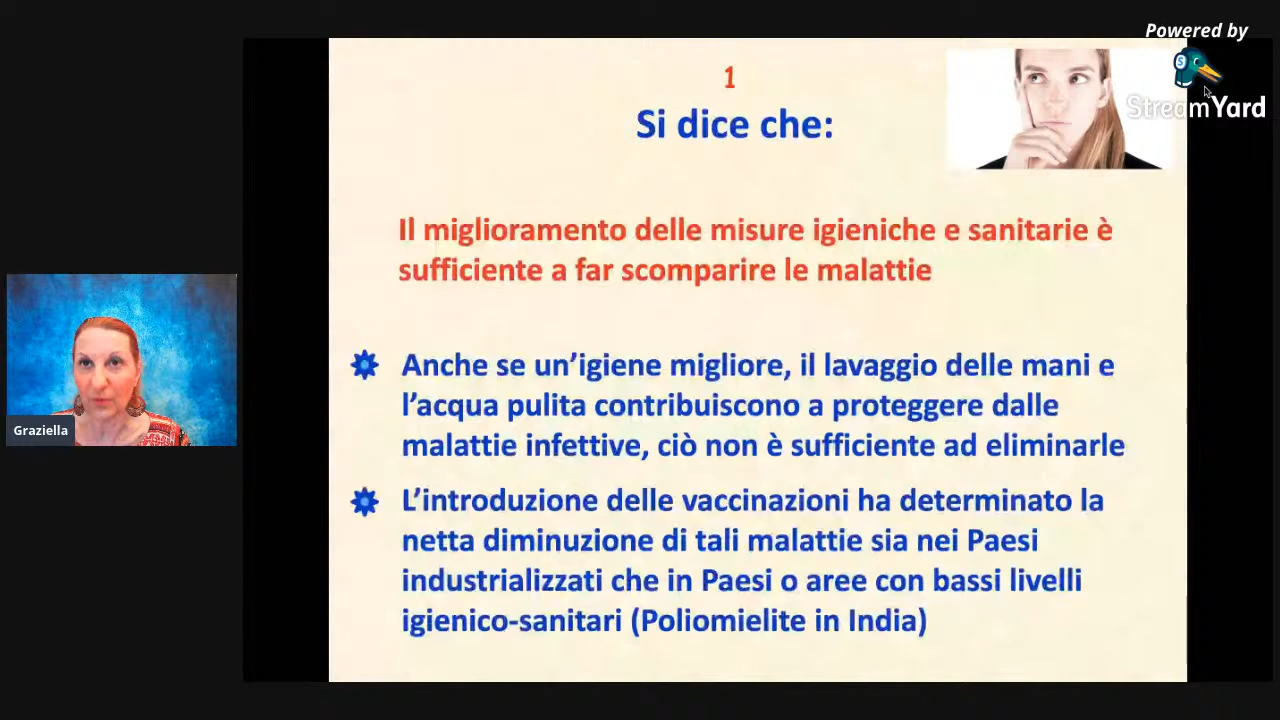 Powered by
StreamYard
1
Si dice che:
Il miglioramento delle misure igieniche e sanitarie è
sufficiente a far scomparire le malattie
Anche se un’igiene migliore, il lavaggio delle mani e
l’acqua pulita contribuiscono a proteggere dalle
malattie infettive, ciò non è sufficiente ad eliminarle
L’introduzione delle vaccinazioni ha determinato la
netta diminuzione di tali malattie sia nei Paesi
industrializzati che in Paesi o aree con bassi livelli
igienico-sanitari (Poliomielite in India)
Graziella